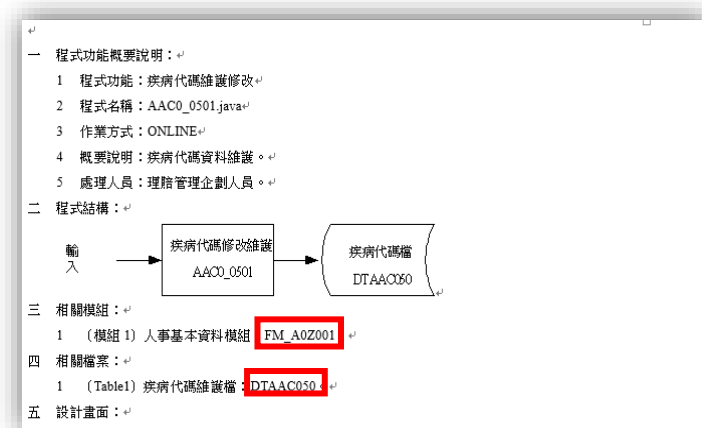 一 程式功能概要說明：
1 程式功能：疾病代碼維護修改
2 程式名稱：AAC0_0501.java
3 作業方式：ONLINE
4 概要說明：疾病代碼資料維護。
5 處理人員：理賠管理企劃人員。
二 程式結構：
輸入
疾病代碼修改維護
AAC0_0501
疾病代碼檔
DTAAC050
三 相關模組：
1 〔模組 1〕人事基本資料模組 FM_A0Z001
四 相關檔案：
1 〔Table1〕疾病代碼維護檔：DTAAC050。
五 設計畫面：